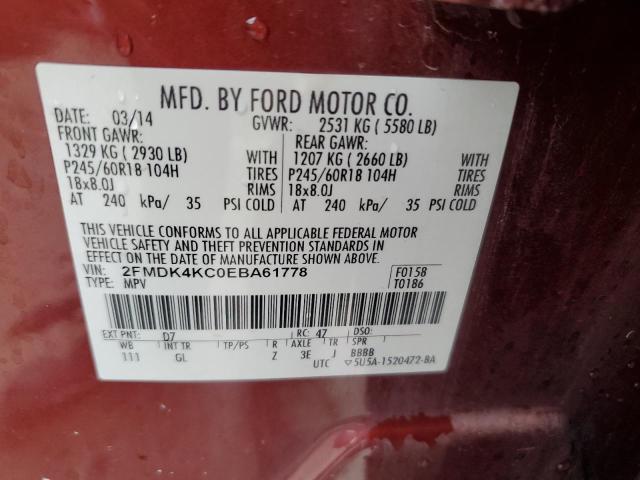 MFD. BY FORD MOTOR CO.
DATE: 03/14 GVWR: 2531 KG ( 5580 LB)
FRONT GAWR: REAR GAWR:
1329 KG ( 2930 LB) WITH 1207 KG ( 2660 LB) WITH
P245/60R18 104H TIRES P245/60R18 104H TIRES
18x8.0J RIMS 18x8.0J RIMS
AT 240 kPa/ 35 PSI COLD AT 240 kPa/ 35 PSI COLD
THIS VEHICLE CONFORMS TO ALL APPLICABLE FEDERAL MOTOR
VEHICLE SAFETY AND THEFT PREVENTION STANDARDS IN
EFFECT ON THE DATE OF MANUFACTURE SHOWN ABOVE.
VIN: 2FMDK4KC0EBA61778 F0158
TYPE: MPV T0186
EXT PNT: D7 RC: 47 DSO:
WB INT TR TP/PS R AXLE TR SPR
111 GL Z 3E J BBBB
UTC ▽5U5A-1520472-BA